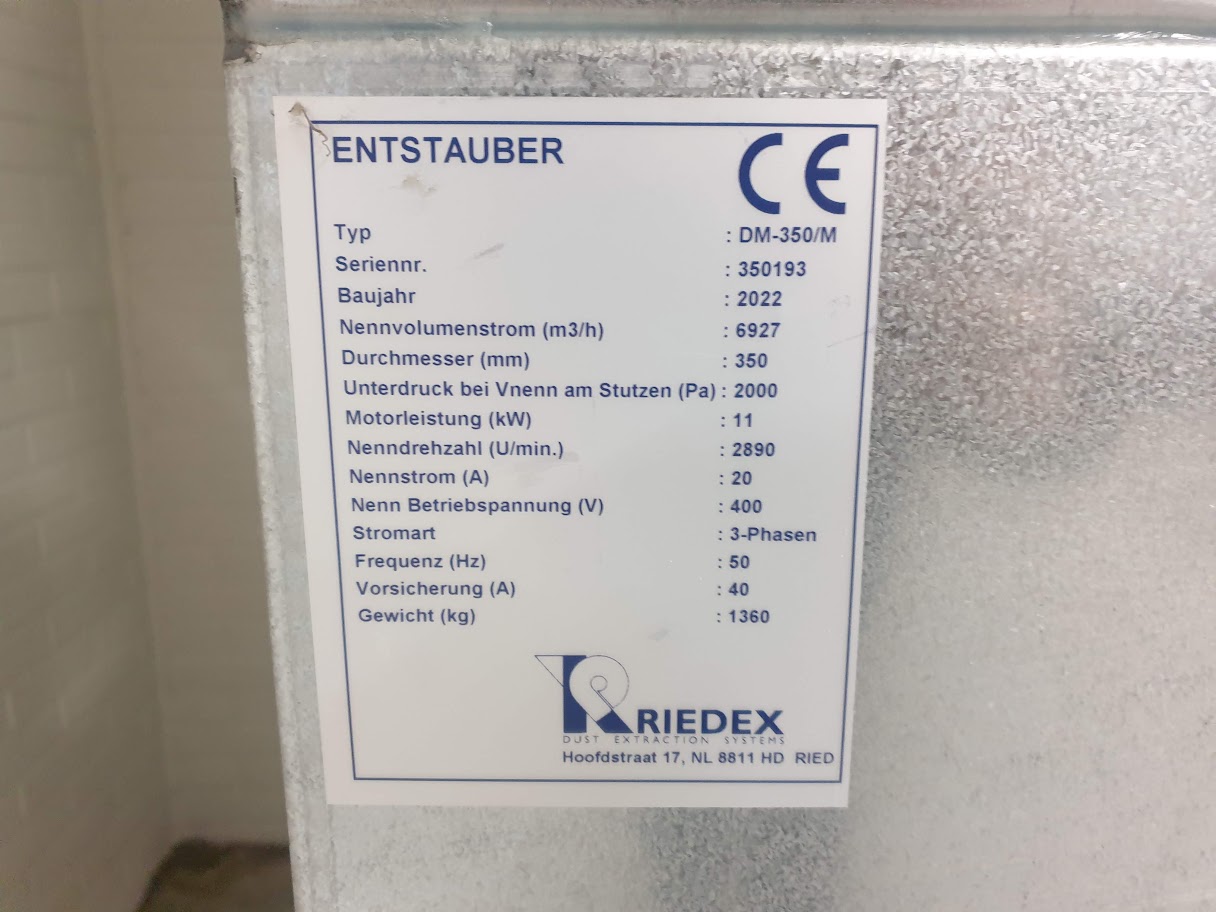 ENTSTAUBER
CE
Typ : DM-350/M
Seriennr. : 350193
Baujahr : 2022
Nennvolumenstrom (m3/h) : 6927
Durchmesser (mm) : 350
Unterdruck bei Vnenn am Stutzen (Pa) : 2000
Motorleistung (kW) : 11
Nenndrehzahl (U/min.) : 2890
Nennstrom (A) : 20
Nenn Betriebspannung (V) : 400
Stromart : 3-Phasen
Frequenz (Hz) : 50
Vorsicherung (A) : 40
Gewicht (kg) : 1360
RIEDEX
DUST EXTRACTION SYSTEMS
Hoofdstraat 17, NL 8811 HD RIED